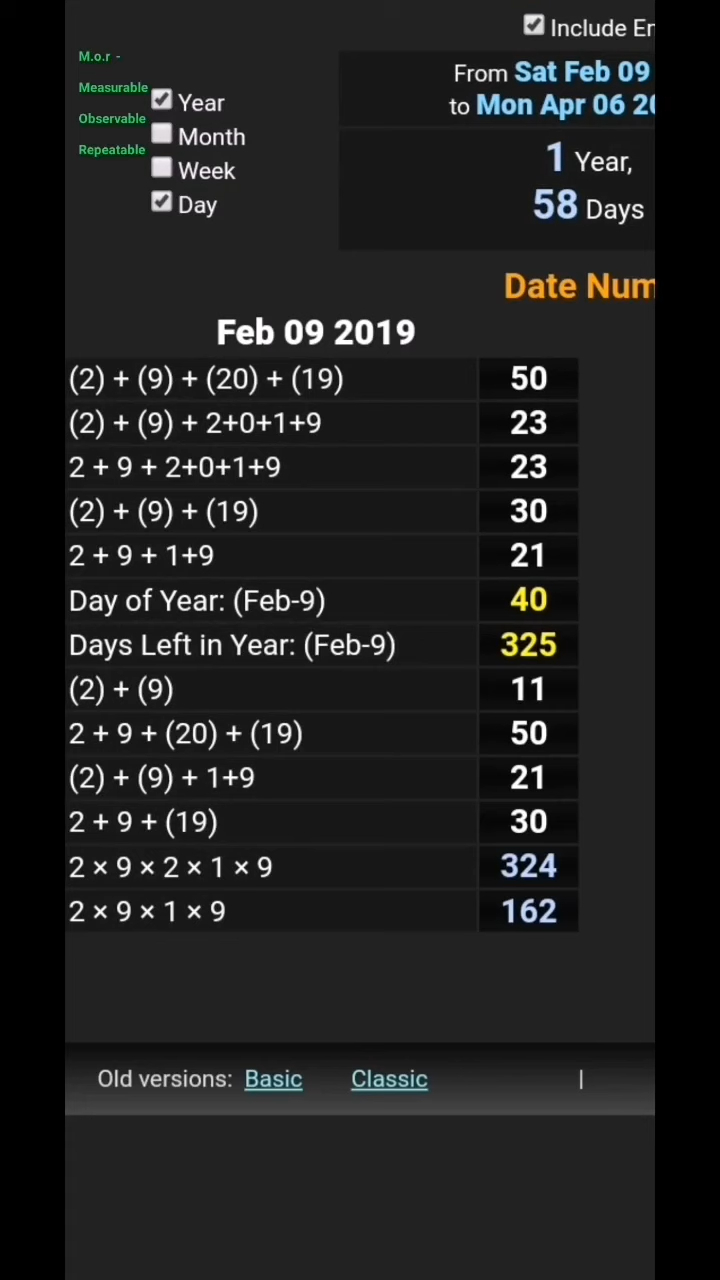 Include En
M.o.r -
From Sat Feb 09
Measurable
Year
to Mon Apr 06 20
Observable
Month
Repeatable
1 Year,
Week
Day
58 Days
Date Num
Feb 09 2019
(2) + (9) + (20) + (19) 50
(2) + (9) + 2+0+1+9 23
2 + 9 + 2+0+1+9 23
(2) + (9) + (19) 30
2 + 9 + 1+9 21
Day of Year: (Feb-9) 40
Days Left in Year: (Feb-9) 325
(2) + (9) 11
2 + 9 + (20) + (19) 50
(2) + (9) + 1+9 21
2 + 9 + (19) 30
2 × 9 × 2 × 1 × 9 324
2 × 9 × 1 × 9 162
Old versions: Basic Classic |